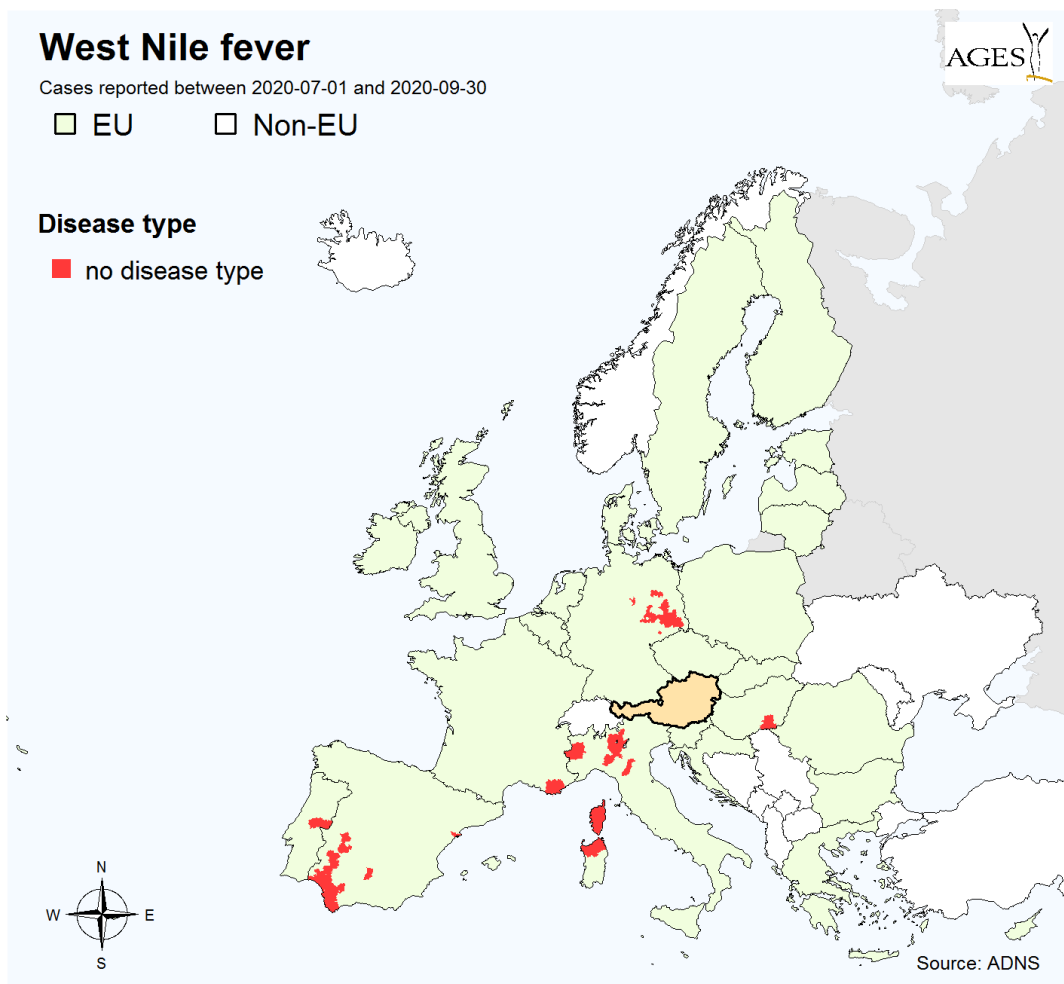 West Nile fever
Cases reported between 2020-07-01 and 2020-09-30
EU
Non-EU
AGES
Disease type
no disease type
N
W
E
S
Source: ADNS